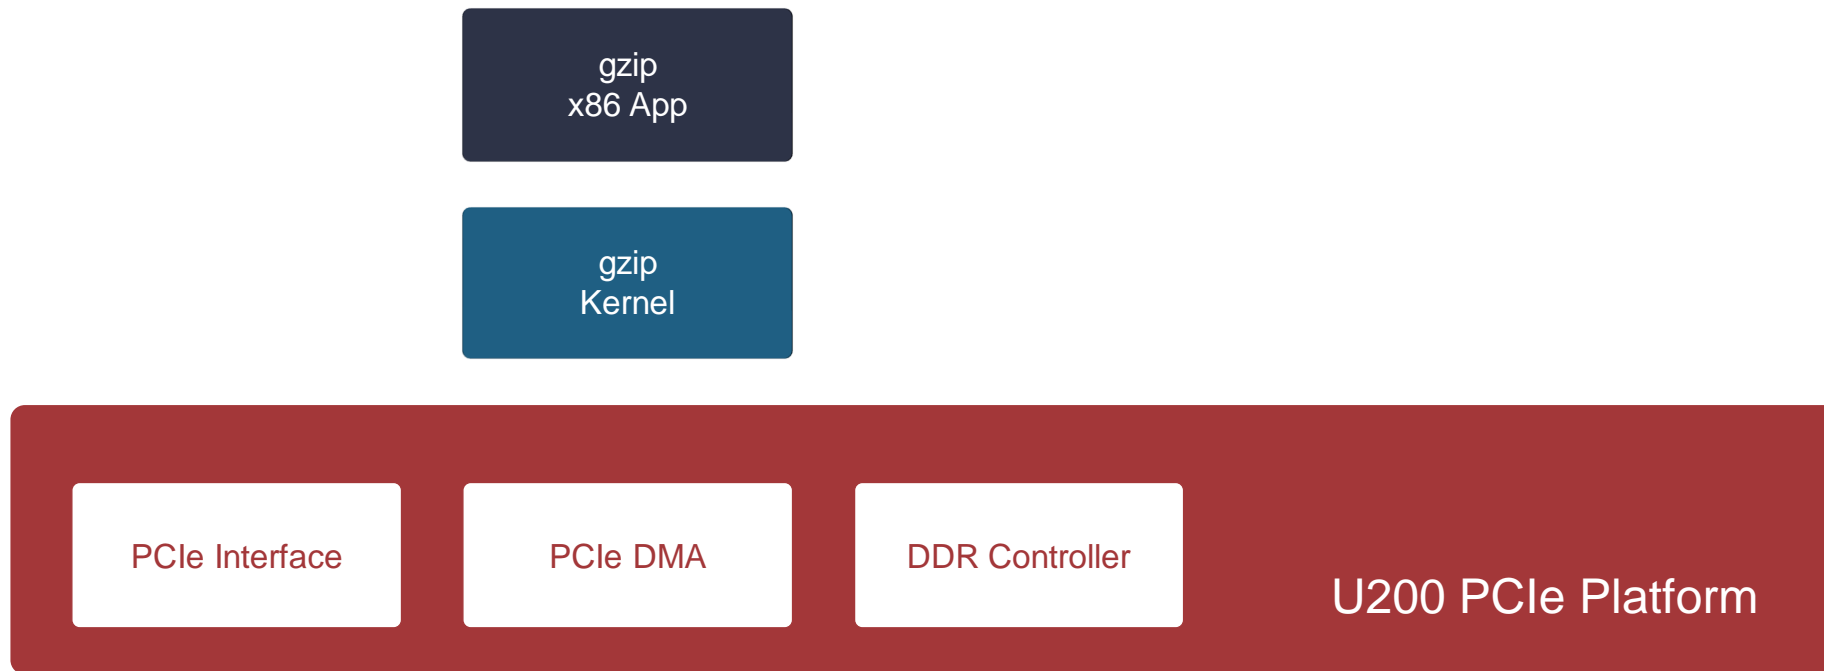 gzip
x86 App
gzip
Kernel
PCIe Interface
PCIe DMA
DDR Controller
U200 PCIe Platform